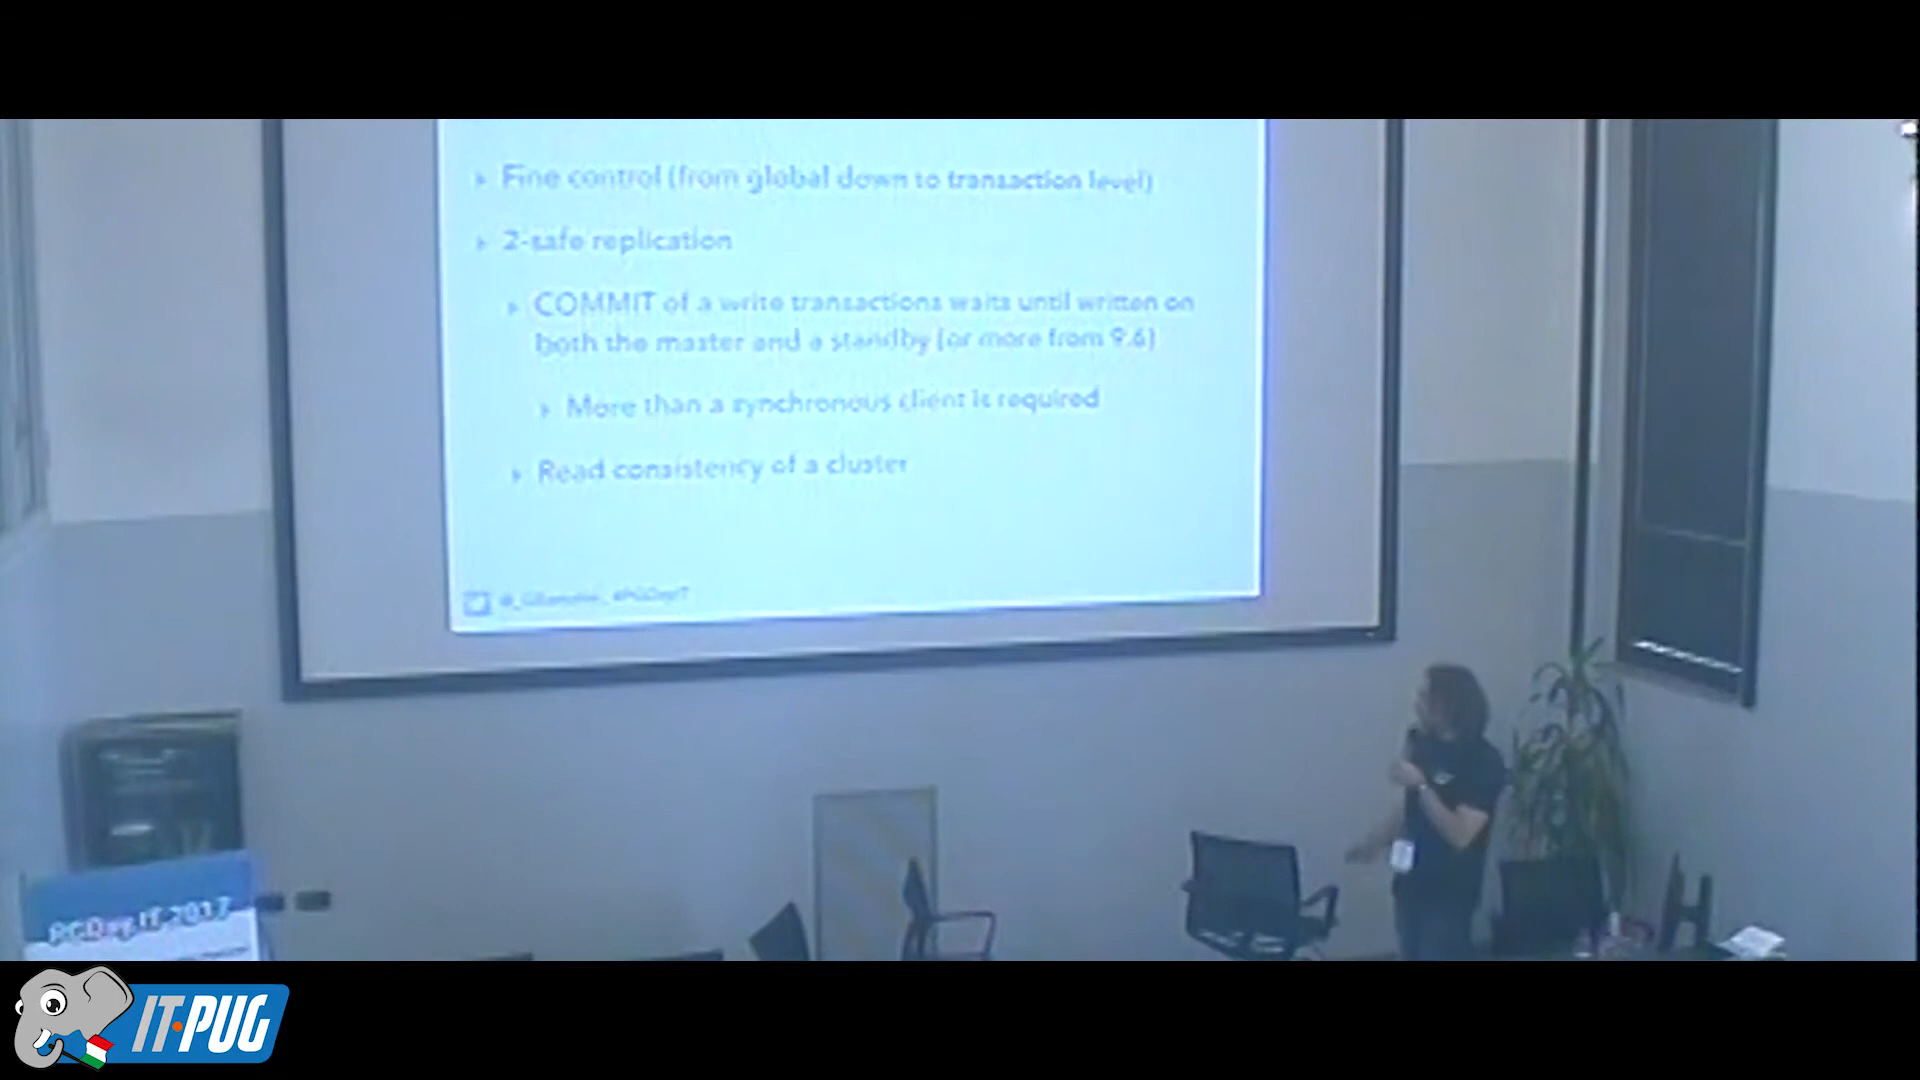 Fine control (from global down to transaction level)
2-safe replication
COMMIT of a write transactions waits until written on
both the master and a standby (or more from 9.6)
More than a synchronous client is required
Read consistency of a cluster
#PGDayIT
PGDay.IT 2017
IT·PUG